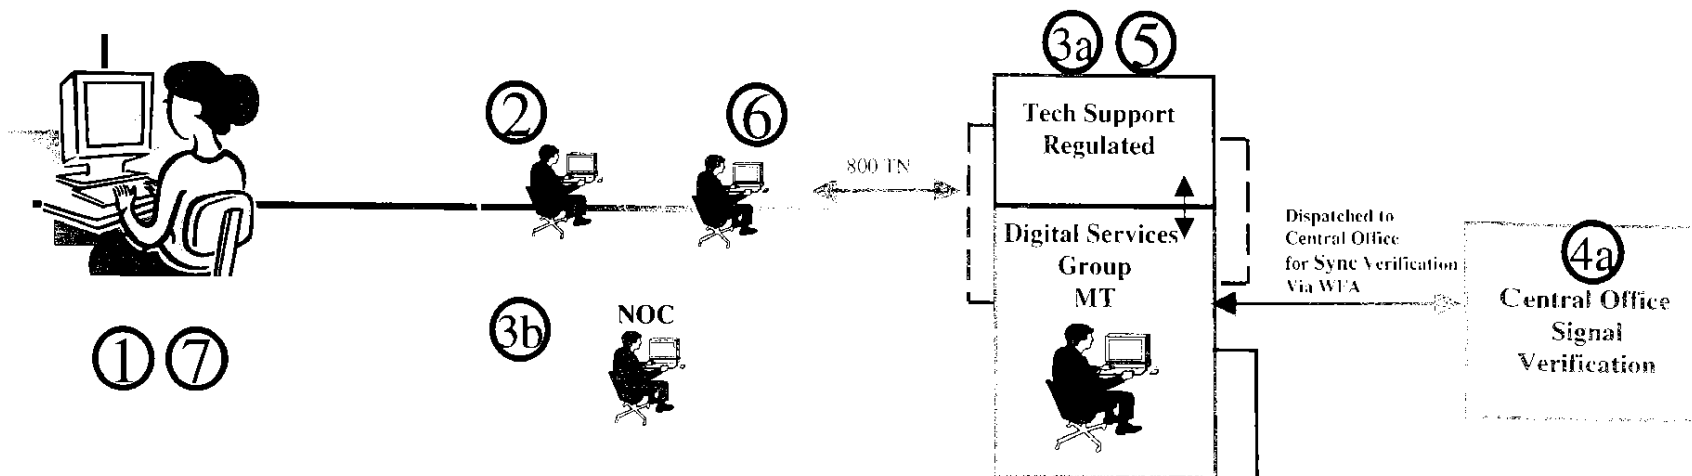 3a 5
2
6
Tech Support
Regulated
800 TN
Digital Services
Group
MT
Dispatched to
Central Office
for Sync Verification
Via WFA
4a
Central Office
Signal
Verification
3b
NOC
1 7